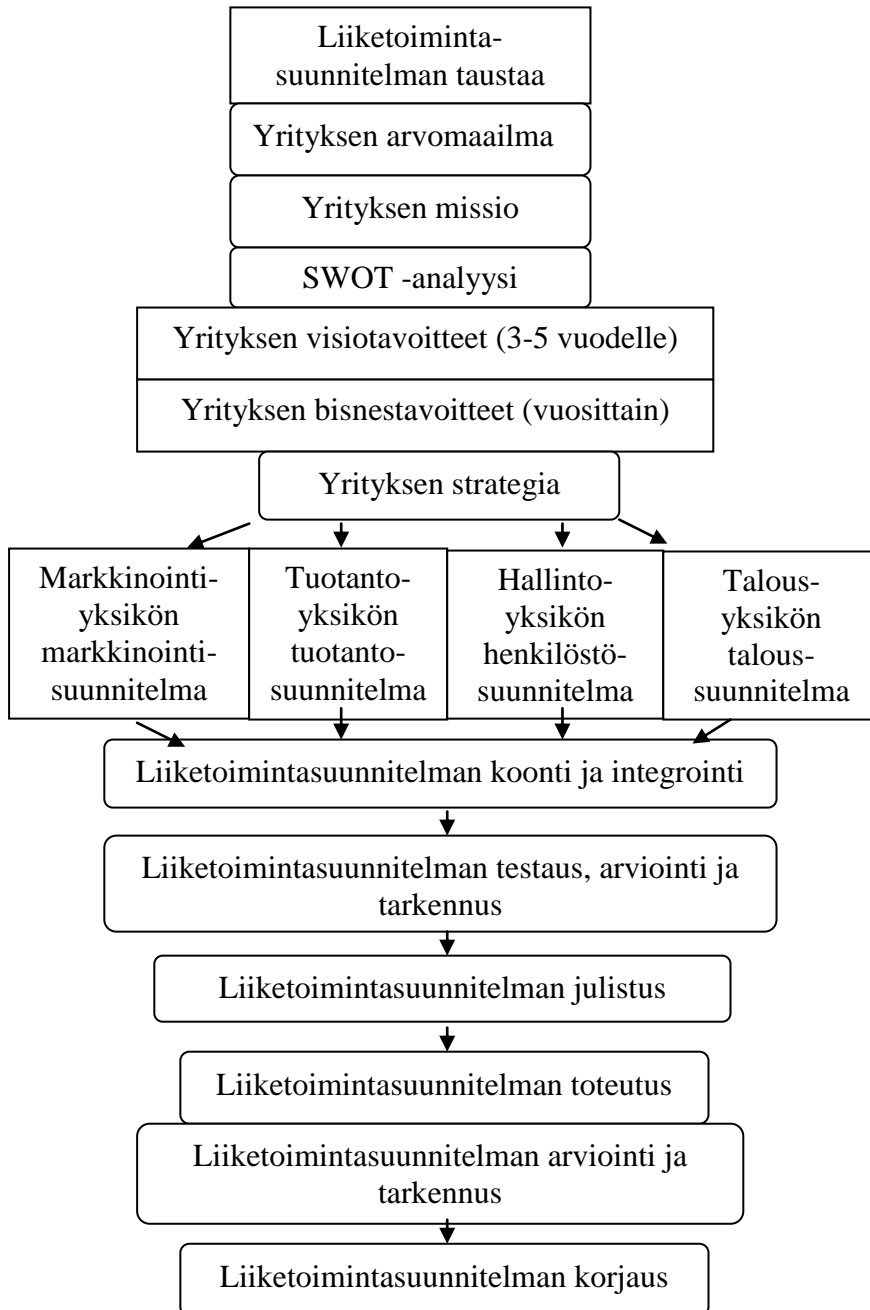 Liiketoiminta-
suunnitelman taustaa
Yrityksen arvomaailma
Yrityksen missio
SWOT -analyysi
Yrityksen visiotavoitteet (3-5 vuodelle)
Yrityksen bisnestavoitteet (vuosittain)
Yrityksen strategia
Markkinointi-
yksikön
markkinointi-
suunnitelma
Tuotanto-
yksikön
tuotanto-
suunnitelma
Hallinto-
yksikön
henkilöstö-
suunnitelma
Talous-
yksikön
talous-
suunnitelma
Liiketoimintasuunnitelman koonti ja integrointi
Liiketoimintasuunnitelman testaus, arviointi ja
tarkennus
Liiketoimintasuunnitelman julistus
Liiketoimintasuunnitelman toteutus
Liiketoimintasuunnitelman arviointi ja
tarkennus
Liiketoimintasuunnitelman korjaus